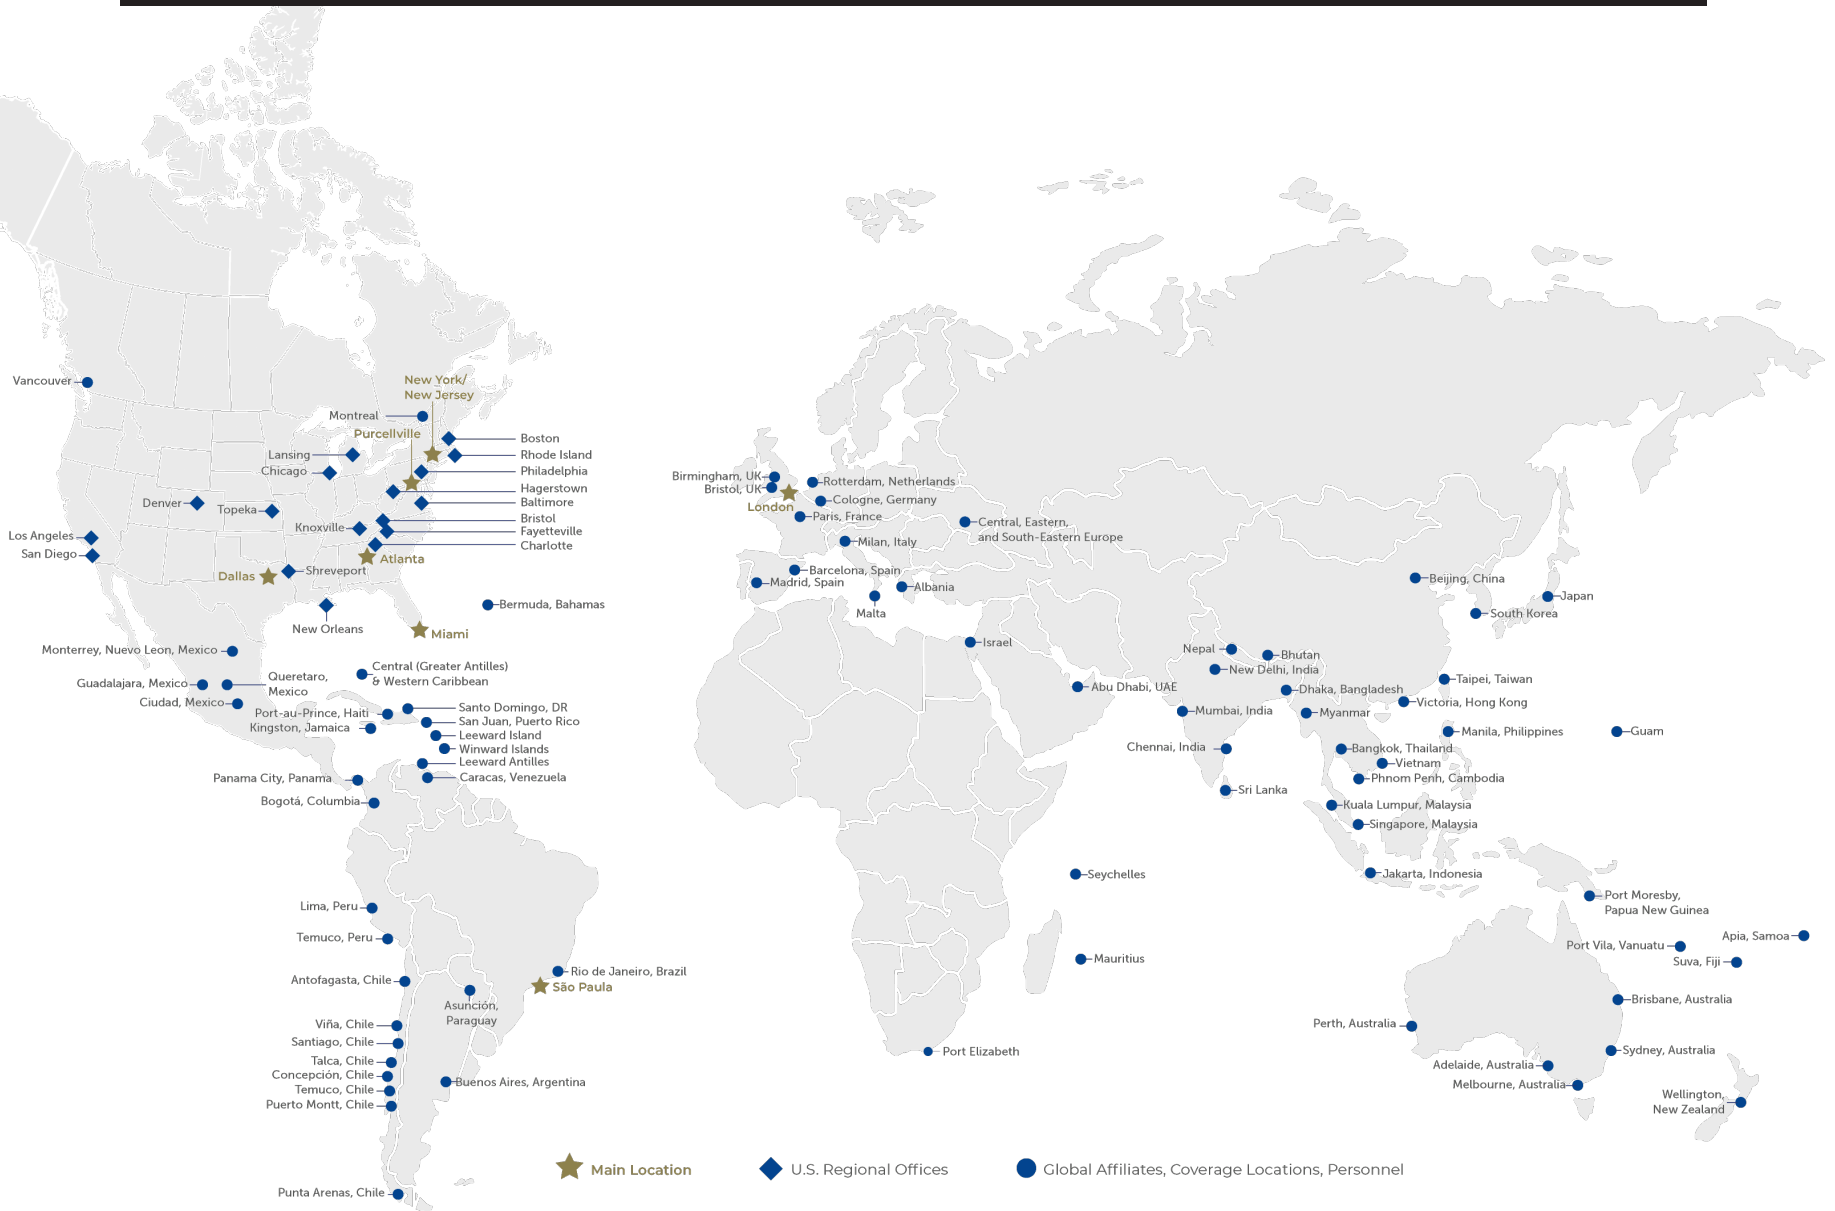 Vancouver
New York/
New Jersey
Montreal
Purcellville
Boston
Lansing
Rhode Island
Chicago
Philadelphia
Hagerstown
Denver
Baltimore
Topeka
Bristol
Knoxville
Fayetteville
Los Angeles
Charlotte
San Diego
Atlanta
Shreveport
Dallas
Bermuda, Bahamas
New Orleans
Miami
Monterrey, Nuevo Leon, Mexico
Central (Greater Antilles)
& Western Caribbean
Guadalajara, Mexico
Queretaro,
Mexico
Ciudad, Mexico
Santo Domingo, DR
Port-au-Prince, Haiti
San Juan, Puerto Rico
Kingston, Jamaica
Leeward Island
Winward Islands
Leeward Antilles
Panama City, Panama
Caracas, Venezuela
Bogotá, Columbia
Lima, Peru
Temuco, Peru
Rio de Janeiro, Brazil
Antofagasta, Chile
São Paula
Asunción,
Paraguay
Viña, Chile
Santiago, Chile
Talca, Chile
Concepción, Chile
Buenos Aires, Argentina
Temuco, Chile
Puerto Montt, Chile
Punta Arenas, Chile
Birmingham, UK
Rotterdam, Netherlands
Bristol, UK
Cologne, Germany
London
Paris, France
Central, Eastern,
and South-Eastern Europe
Milan, Italy
Barcelona, Spain
Madrid, Spain
Albania
Malta
Israel
Abu Dhabi, UAE
Beijing, China
Japan
South Korea
Nepal
Bhutan
New Delhi, India
Taipei, Taiwan
Dhaka, Bangladesh
Victoria, Hong Kong
Mumbai, India
Myanmar
Manila, Philippines
Guam
Chennai, India
Bangkok, Thailand
Vietnam
Phnom Penh, Cambodia
Sri Lanka
Kuala Lumpur, Malaysia
Singapore, Malaysia
Seychelles
Jakarta, Indonesia
Port Moresby,
Papua New Guinea
Apia, Samoa
Port Vila, Vanuatu
Mauritius
Suva, Fiji
Brisbane, Australia
Perth, Australia
Port Elizabeth
Sydney, Australia
Adelaide, Australia
Melbourne, Australia
Wellington,
New Zealand
Main Location
U.S. Regional Offices
Global Affiliates, Coverage Locations, Personnel